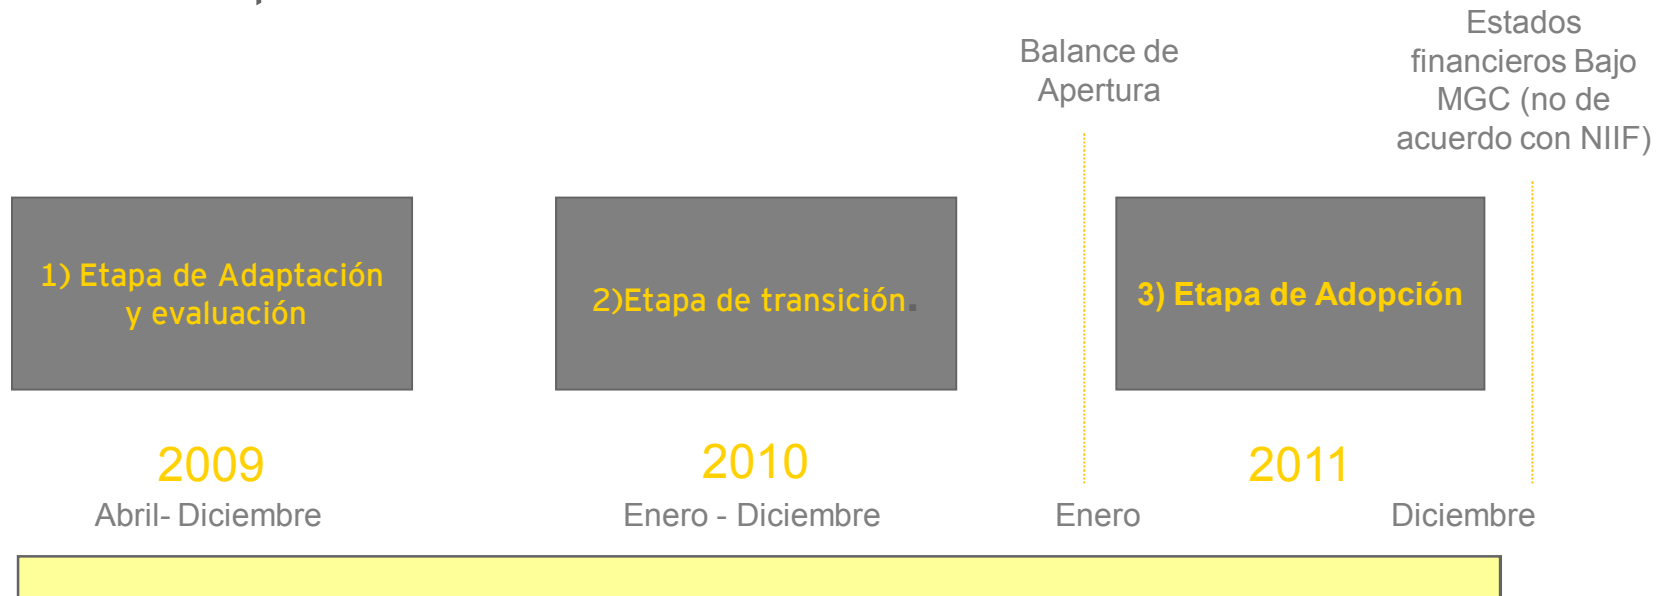 Balance de
Apertura
Estados
financieros Bajo
MGC (no de
acuerdo con NIIF)
1) Etapa de Adaptación
y evaluación
2)Etapa de transición.
3) Etapa de Adopción
2009
2010
2011
Abril- Diciembre
Enero - Diciembre
Enero
Diciembre